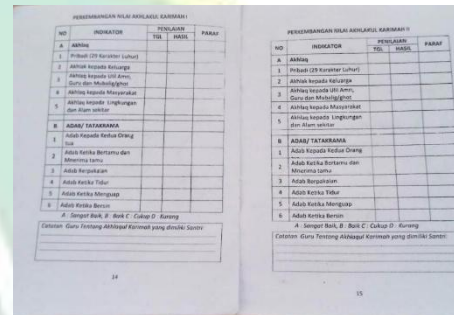 PERKEMBANGAN NILAI AKHLAKUL KARIMAH I
NO INDIKATOR PENILAIAN PARAF
TGL HASIL
A Akhlaq
1 Pribadi (29 Karakter Luhur)
2 Akhlak kepada Keluarga
3 Akhlaq kepada Ulil Amri,
Guru dan Mubalig/ghot
4 Akhlaq kepada Masyarakat
5 Akhlaq kepada Lingkungan
dan Alam sekitar
B ADAB/ TATAKRAMA
1 Adab Kepada Kedua Orang
tua
2 Adab Ketika Bertamu dan
Mnerima tamu
3 Adab Berpakaian
4 Adab Ketika Tidur
5 Adab Ketika Menguap
6 Adab Ketika Bersin
A : Sangat Baik, B : Baik C : Cukup D : Kurang
Catatan Guru Tentang Akhlaqul Karimah yang dimiliki Santri:
14
PERKEMBANGAN NILAI AKHLAKUL KARIMAH II
NO INDIKATOR PENILAIAN PARAF
TGL HASIL
A Akhlaq
1 Pribadi (29 Karakter Luhur)
2 Akhlak kepada Keluarga
3 Akhlaq kepada Ulil Amri,
Guru dan Mubalig/ghot
4 Akhlaq kepada Masyarakat
5 Akhlaq kepada Lingkungan
dan Alam sekitar
B ADAB/ TATAKRAMA
1 Adab Kepada Kedua Orang
2 Adab Ketika Bertamu dan
Mnerima tamu
3 Adab Berpakaian
4 Adab Ketika Tidur
5 Adab Ketika Menguap
6 Adab Ketika Bersin
A : Sangat Baik, B : Baik C : Cukup D : Kurang
Catatan Guru Tentang Akhlaqul Karimah yang dimiliki Santri:
15